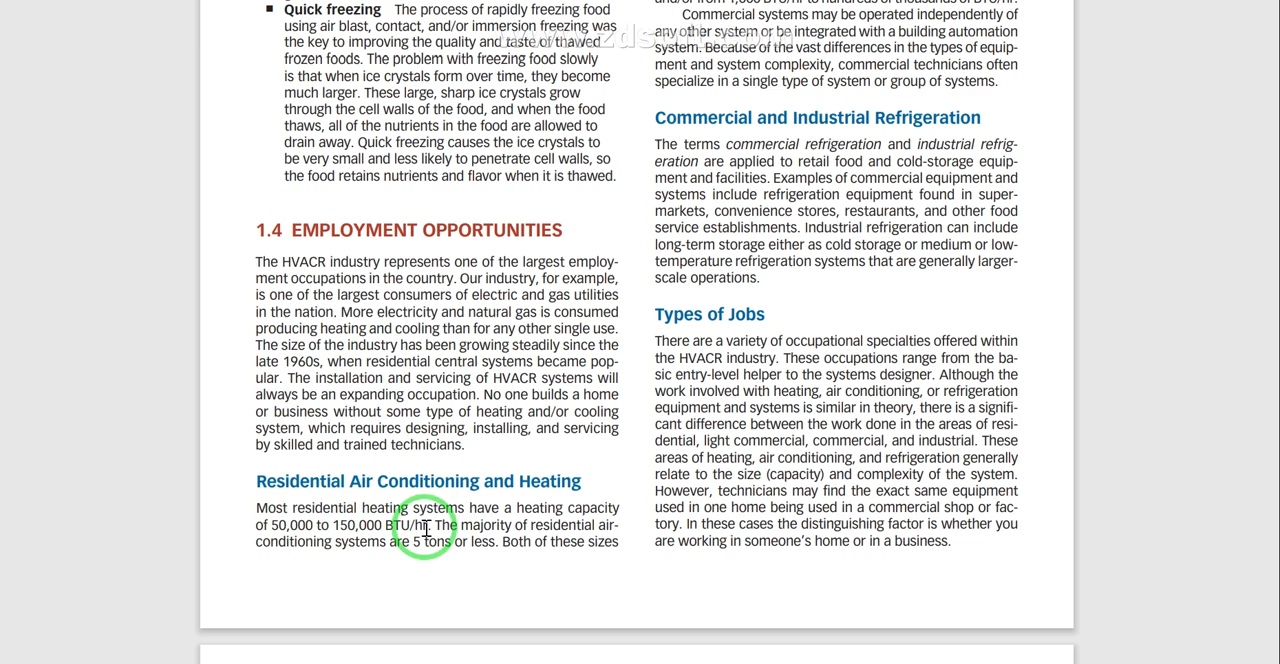 ■ Quick freezing The process of rapidly freezing food
using air blast, contact, and/or immersion freezing was
the key to improving the quality and taste of thawed
frozen foods. The problem with freezing food slowly
is that when ice crystals form over time, they become
much larger. These large, sharp ice crystals grow
through the cell walls of the food, and when the food
thaws, all of the nutrients in the food are allowed to
drain away. Quick freezing causes the ice crystals to
be very small and less likely to penetrate cell walls, so
the food retains nutrients and flavor when it is thawed.
1.4 EMPLOYMENT OPPORTUNITIES
The HVACR industry represents one of the largest employ-
ment occupations in the country. Our industry, for example,
is one of the largest consumers of electric and gas utilities
in the nation. More electricity and natural gas is consumed
producing heating and cooling than for any other single use.
The size of the industry has been growing steadily since the
late 1960s, when residential central systems became pop-
ular. The installation and servicing of HVACR systems will
always be an expanding occupation. No one builds a home
or business without some type of heating and/or cooling
system, which requires designing, installing, and servicing
by skilled and trained technicians.
Residential Air Conditioning and Heating
Most residential heating systems have a heating capacity
of 50,000 to 150,000 BTU/hr. The majority of residential air-
conditioning systems are 5 tons or less. Both of these sizes
Commercial systems may be operated independently of
any other system or be integrated with a building automation
system. Because of the vast differences in the types of equip-
ment and system complexity, commercial technicians often
specialize in a single type of system or group of systems.
Commercial and Industrial Refrigeration
The terms commercial refrigeration and industrial refrig-
eration are applied to retail food and cold-storage equip-
ment and facilities. Examples of commercial equipment and
systems include refrigeration equipment found in super-
markets, convenience stores, restaurants, and other food
service establishments. Industrial refrigeration can include
long-term storage either as cold storage or medium or low-
temperature refrigeration systems that are generally larger-
scale operations.
Types of Jobs
There are a variety of occupational specialties offered within
the HVACR industry. These occupations range from the ba-
sic entry-level helper to the systems designer. Although the
work involved with heating, air conditioning, or refrigeration
equipment and systems is similar in theory, there is a signifi-
cant difference between the work done in the areas of resi-
dential, light commercial, commercial, and industrial. These
areas of heating, air conditioning, and refrigeration generally
relate to the size (capacity) and complexity of the system.
However, technicians may find the exact same equipment
used in one home being used in a commercial shop or fac-
tory. In these cases the distinguishing factor is whether you
are working in someone's home or in a business.